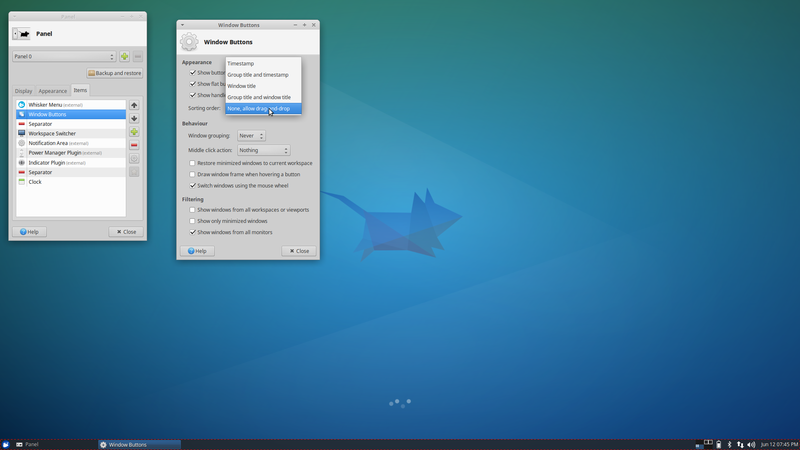 Panel
Panel
Panel 0
Backup and restore
Display Appearance Items
Whisker Menu (external)
Window Buttons
Separator
Workspace Switcher
Notification Area (external)
Power Manager Plugin (external)
Indicator Plugin (external)
Separator
Clock
Help
Close
Window Buttons
Window Buttons
Appearance
Show button
Show flat bu
Show handl
Sorting order:
Timestamp
Group title and timestamp
Window title
Group title and window title
None, allow drag-and-drop
Behaviour
Window grouping: Never
Middle click action: Nothing
Restore minimized windows to current workspace
Draw window frame when hovering a button
Switch windows using the mouse wheel
Filtering
Show windows from all workspaces or viewports
Show only minimized windows
Show windows from all monitors
Help
Close
Panel
Window Buttons
Jun 12 07:45 PM